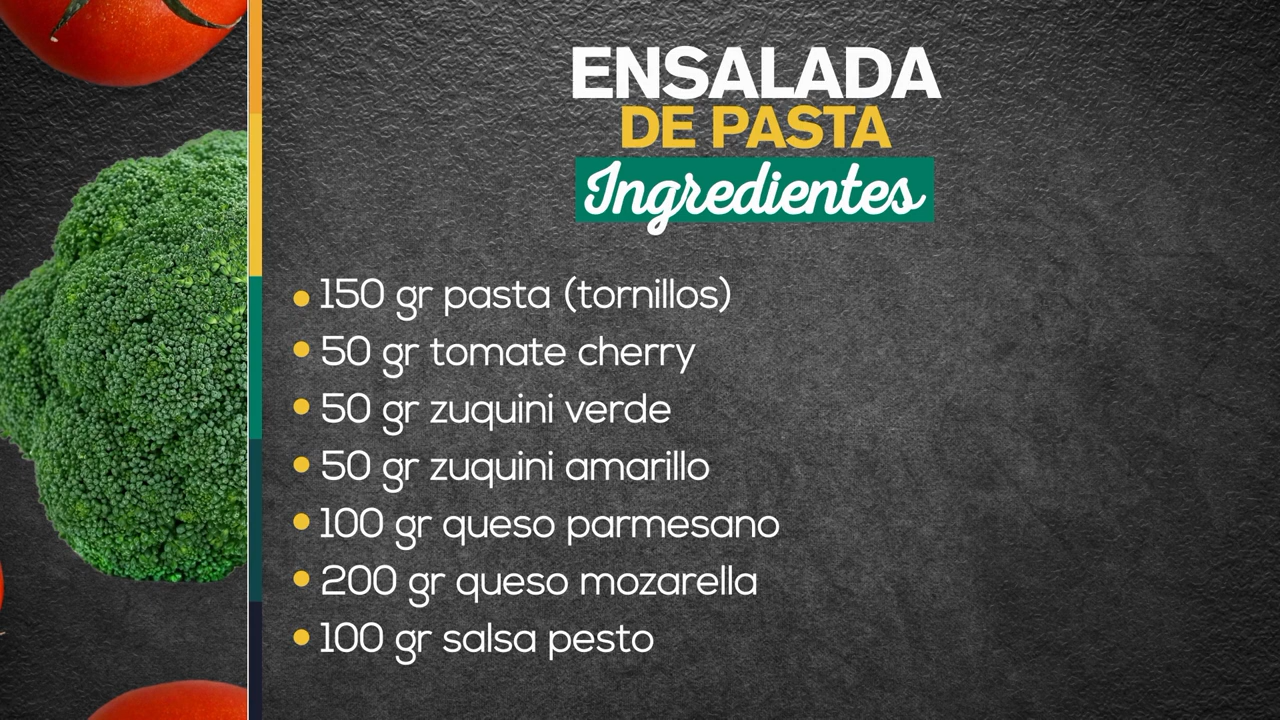 ENSALADA
DE PASTA
Ingredientes
• 150 gr pasta (tornillos)
• 50 gr tomate cherry
• 50 gr zuquini verde
• 50 gr zuquini amarillo
• 100 gr queso parmesano
• 200 gr queso mozarella
• 100 gr salsa pesto